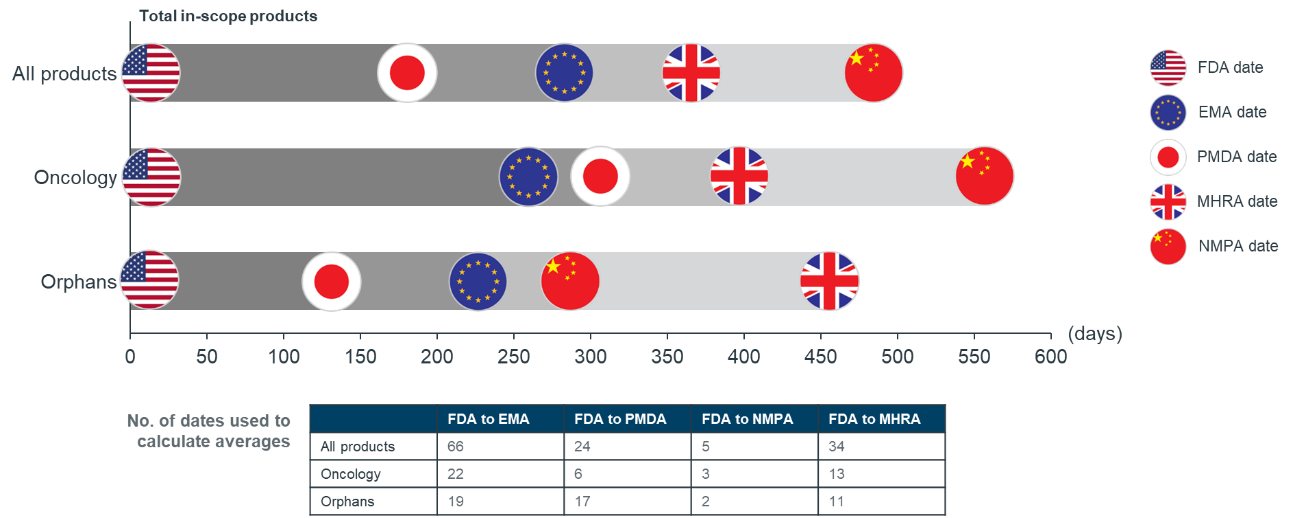 Total in-scope products
All products
Oncology
Orphans
0 50 100 150 200 250 300 350 400 450 500 550 600
(days)
FDA date
EMA date
PMDA date
MHRA date
NMPA date
No. of dates used to
calculate averages
FDA to EMA FDA to PMDA FDA to NMPA FDA to MHRA
All products 66 24 5 34
Oncology 22 6 3 13
Orphans 19 17 2 11